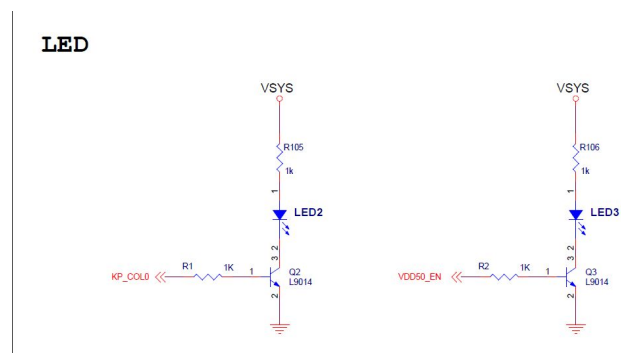 LED
VSYS
R105
1k
1
LED2
3 2
R1
1K
1
KP_COL0
Q2
L9014
2
VSYS
R106
1k
1
LED3
3 2
R2
1K
1
VDD50_EN
Q3
L9014
2